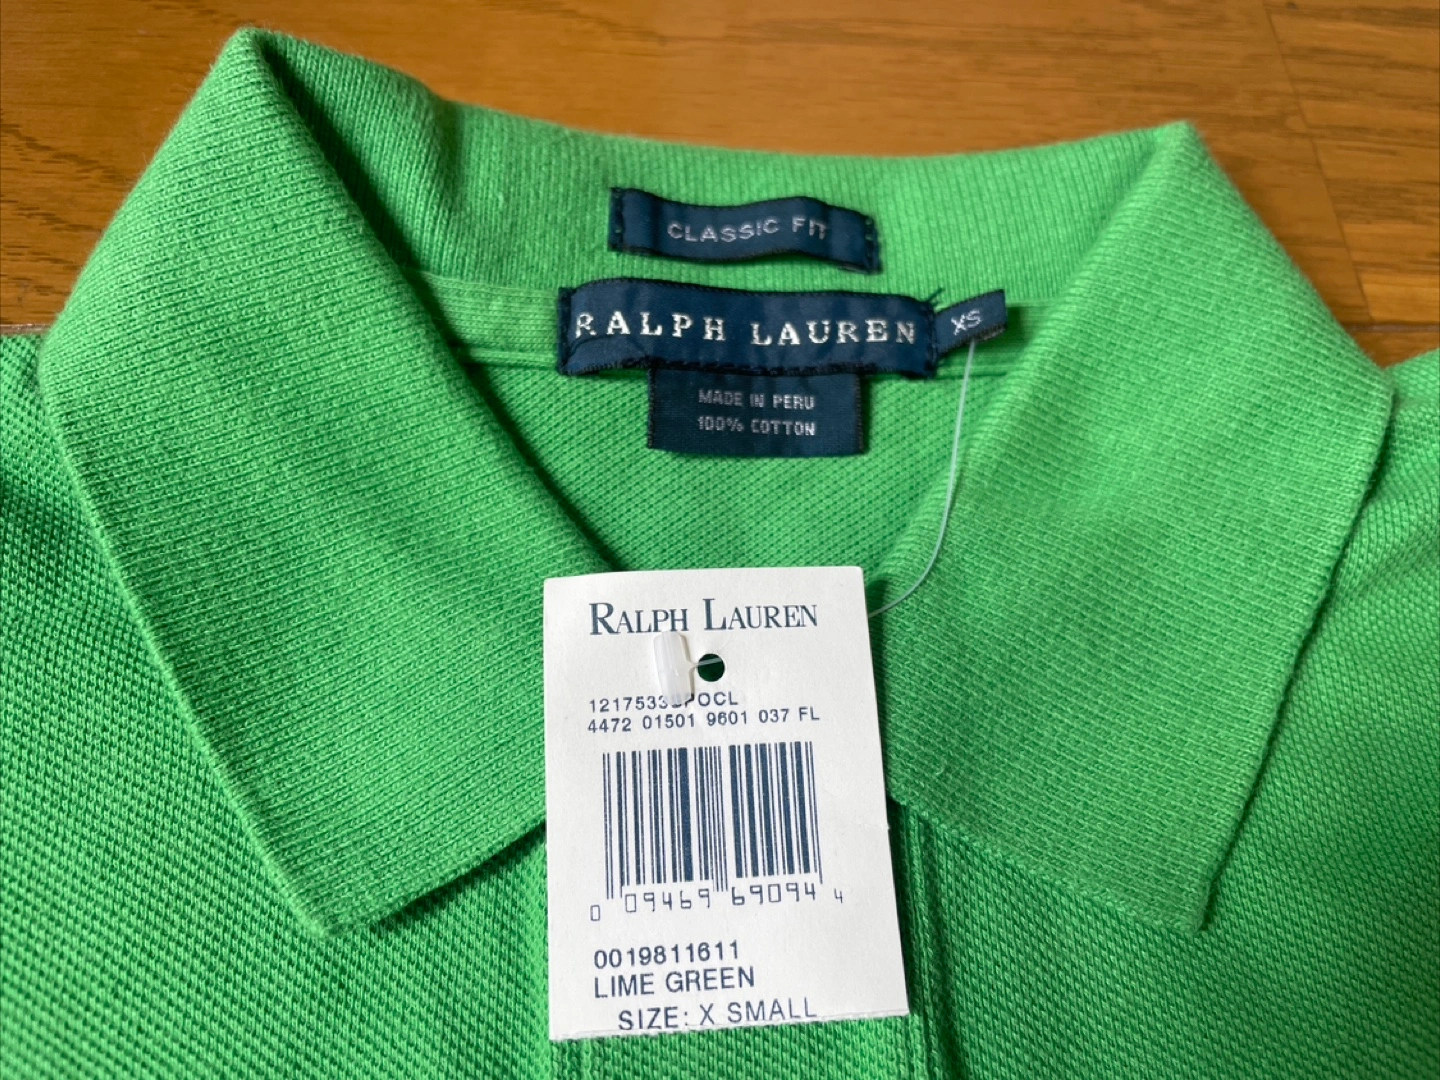 CLASSIC FIT
RALPH LAUREN
XS
MADE IN PERU
100% COTTON
RALPH LAUREN
4472 01501 9601 037 FL
0 09469 69094 4
0019811611
LIME GREEN
SIZE: X SMALL